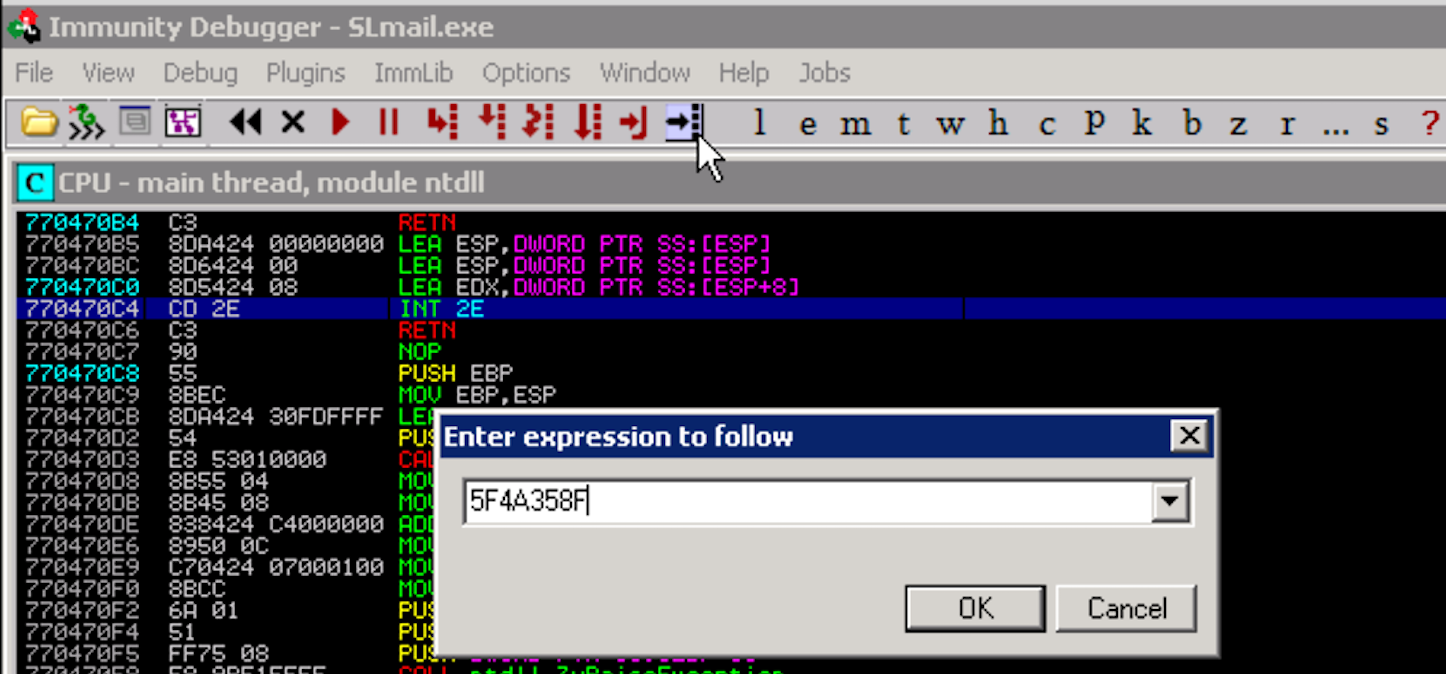 Immunity Debugger - SLmail.exe
File View Debug Plugins ImmLib Options Window Help Jobs
l e m t w h c P k b z r ... s ?
C CPU - main thread, module ntdll
770470B4 C3 RETN
770470B5 8DA424 00000000 LEA ESP,DWORD PTR SS:[ESP]
770470BC 8D6424 00 LEA ESP,DWORD PTR SS:[ESP]
770470C0 8D5424 08 LEA EDX,DWORD PTR SS:[ESP+8]
770470C4 CD 2E INT 2E
770470C6 C3 RETN
770470C7 90 NOP
770470C8 55 PUSH EBP
770470C9 8BEC MOV EBP,ESP
770470CB 8DA424 30FDFFFF LEA
770470D2 54 PUS
770470D3 E8 53010000 CAL
770470D8 8B55 04 MOV
770470DB 8B45 08 MOV
770470DE 838424 C4000000 ADD
770470E6 8950 0C MOV
770470E9 C70424 07000100 MOV
770470F0 8BCC MOV
770470F2 6A 01 PUS
770470F4 51 PUS
770470F5 FF75 08 PUSH
Enter expression to follow
5F4A358F
OK Cancel